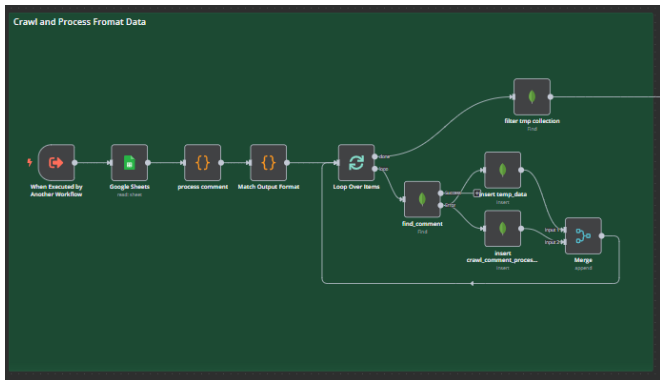 Crawl and Process Fromat Data
filter tmp collection
find
When Executed by
Another Workflow
Google Sheets
read: sheet
process comment
Match Output Format
Loop Over Items
done
loop
find_comment
find
Success
Error
insert temp_data
insert
insert
crawl_comment_proces...
insert
Input 1
Input 2
Merge
append